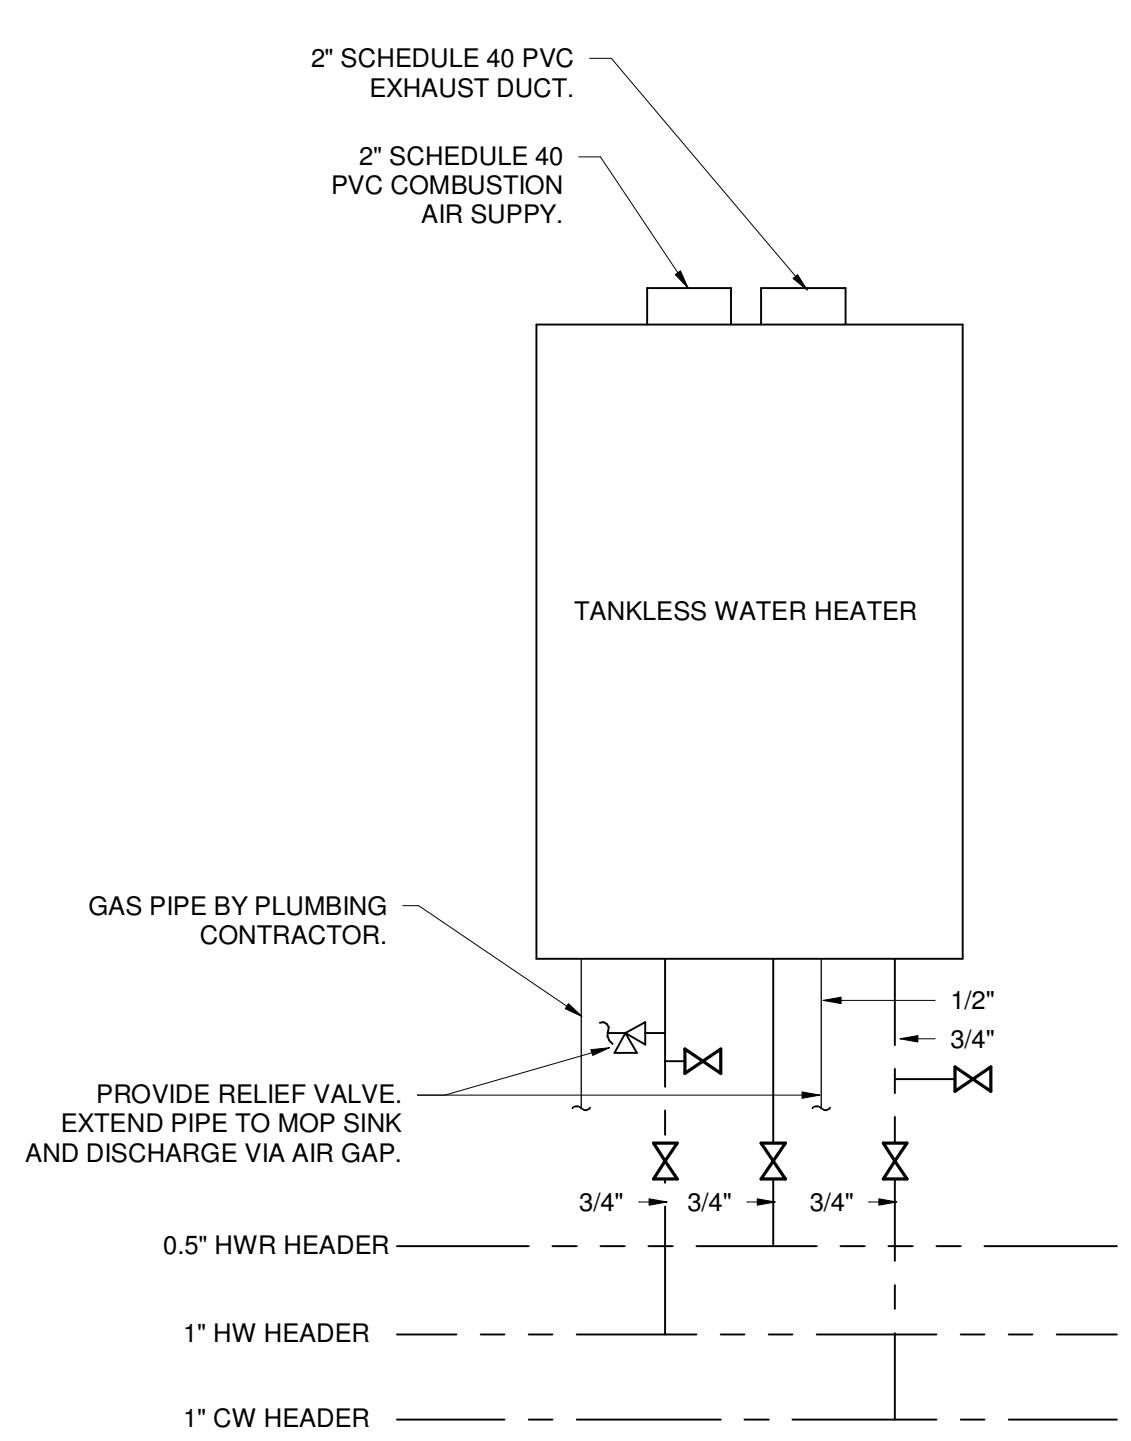 2" SCHEDULE 40 PVC
EXHAUST DUCT.
2" SCHEDULE 40
PVC COMBUSTION
AIR SUPPY.
TANKLESS WATER HEATER
GAS PIPE BY PLUMBING
CONTRACTOR.
1/2"
3/4"
PROVIDE RELIEF VALVE.
EXTEND PIPE TO MOP SINK
AND DISCHARGE VIA AIR GAP.
3/4" 3/4" 3/4"
0.5" HWR HEADER
1" HW HEADER
1" CW HEADER